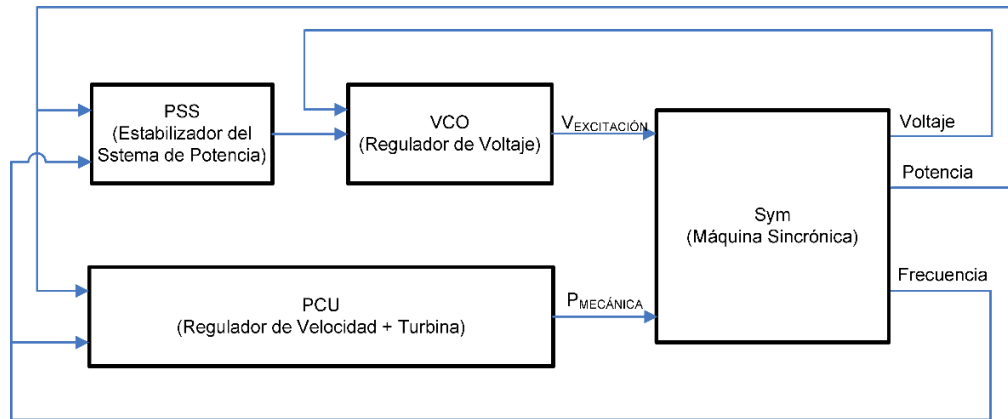 PSS
(Estabilizador del
Sstema de Potencia)
VCO
(Regulador de Voltaje)
VEXCITACIÓN
Voltaje
Potencia
Sym
(Máquina Sincrónica)
Frecuencia
PCU
(Regulador de Velocidad + Turbina)
PMECÁNICA